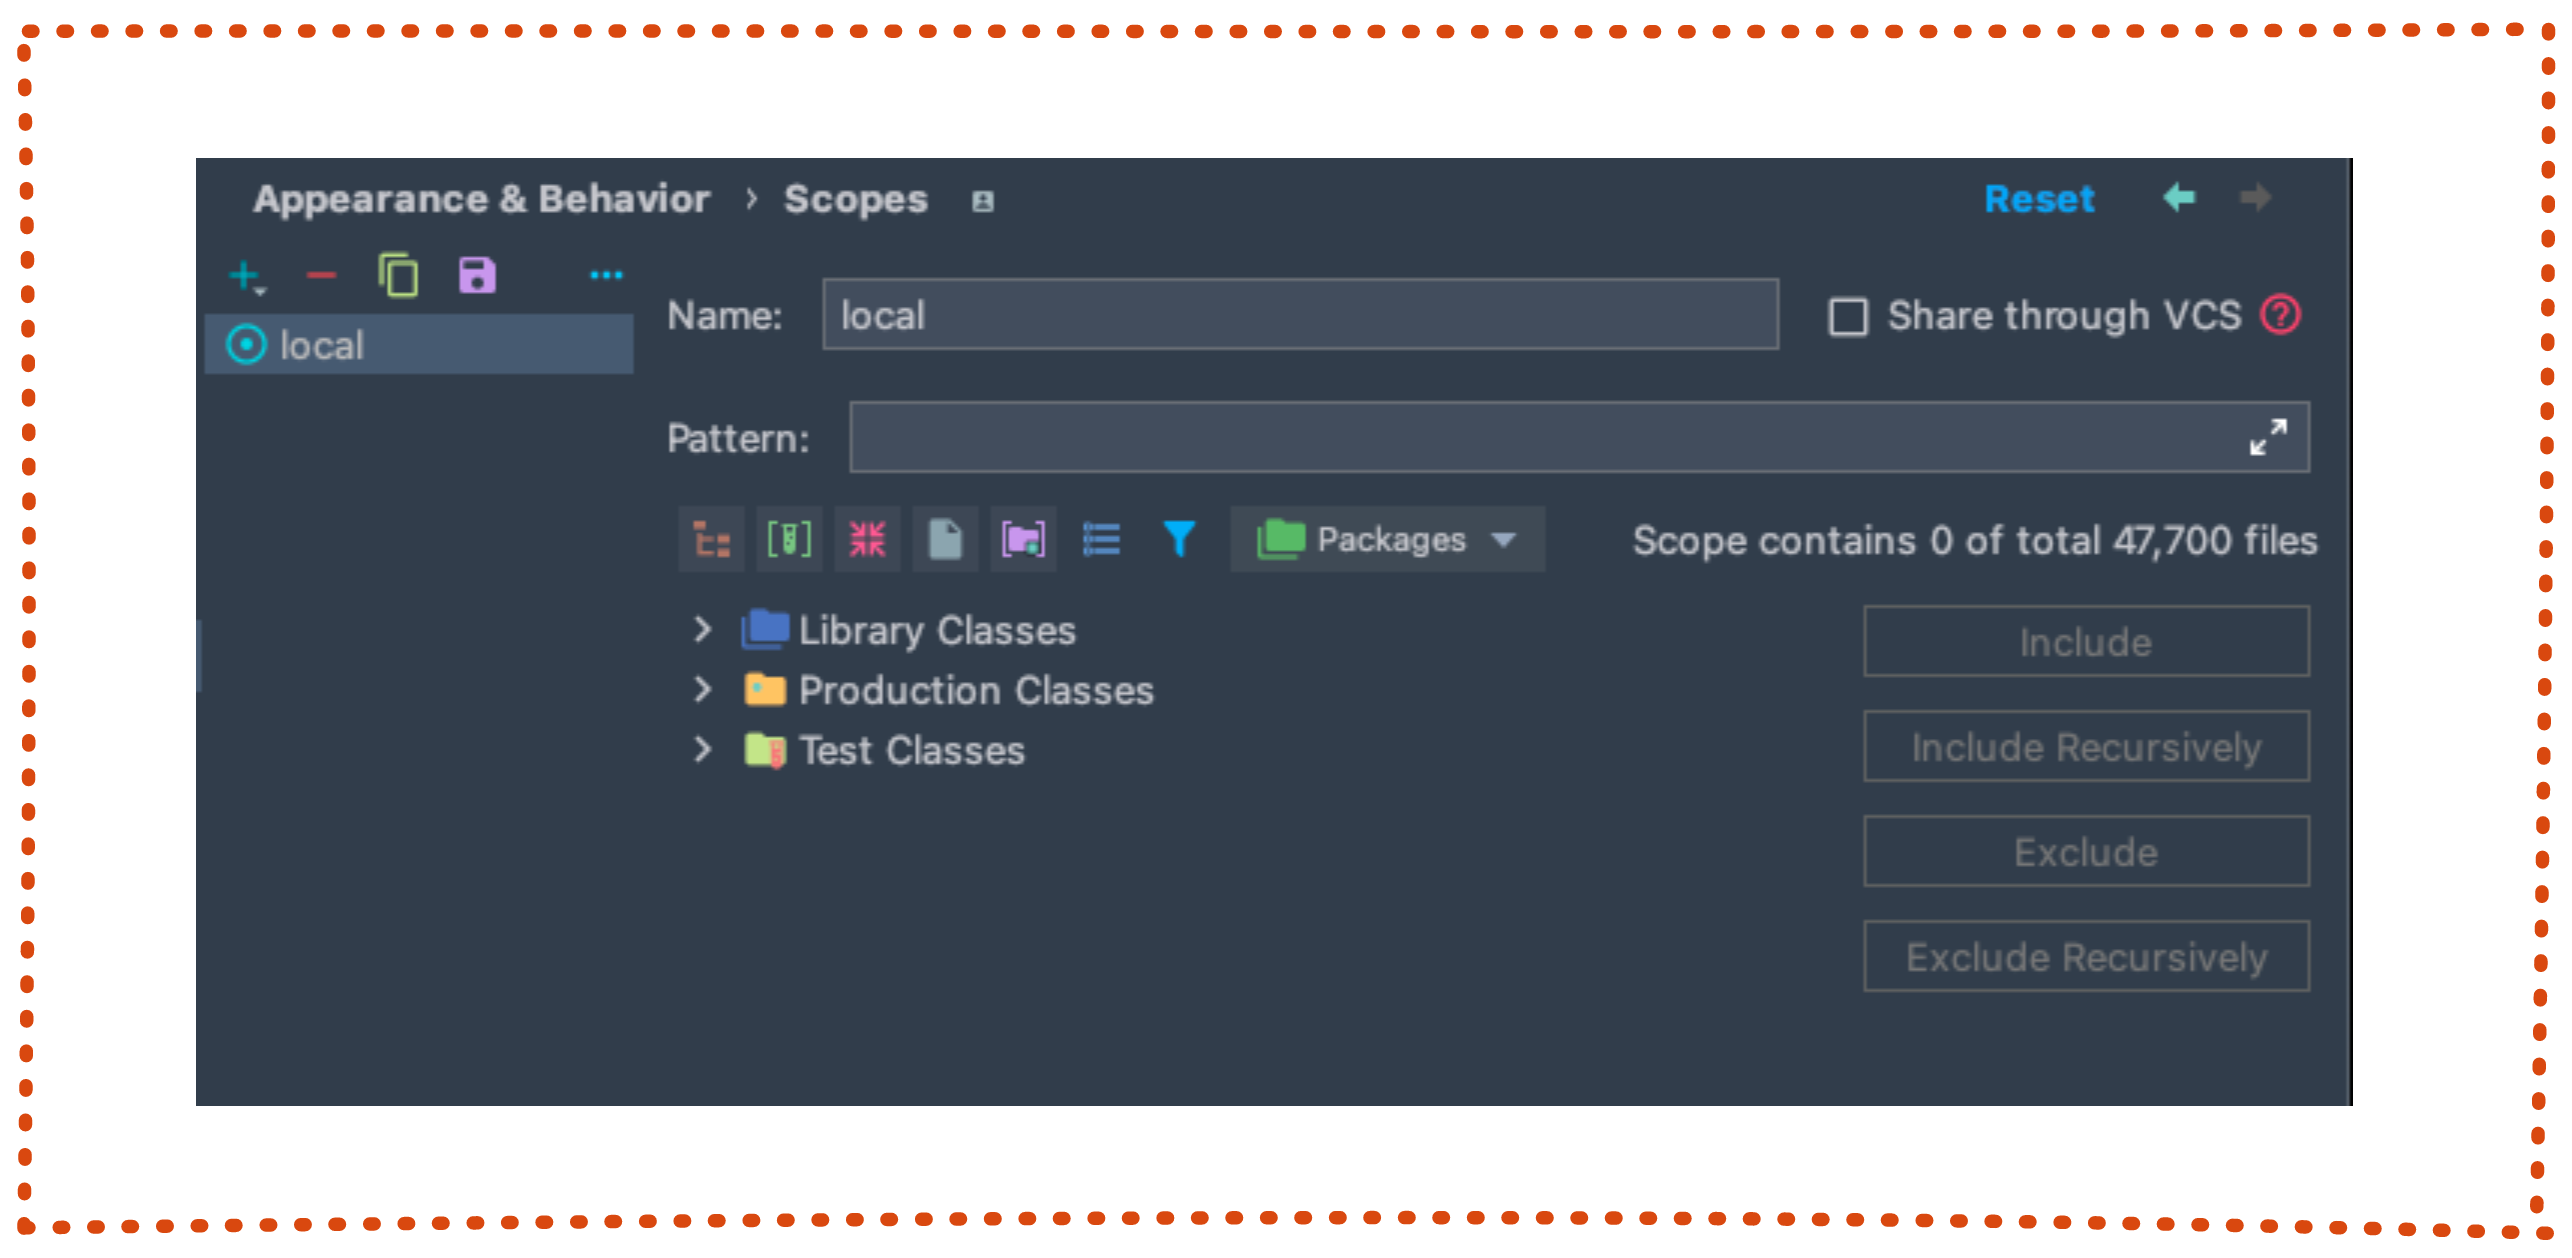 Appearance & Behavior › Scopes
Reset
local
Name: local
Share through VCS ?
Pattern:
Packages
Scope contains 0 of total 47,700 files
Library Classes
Production Classes
Test Classes
Include
Include Recursively
Exclude
Exclude Recursively